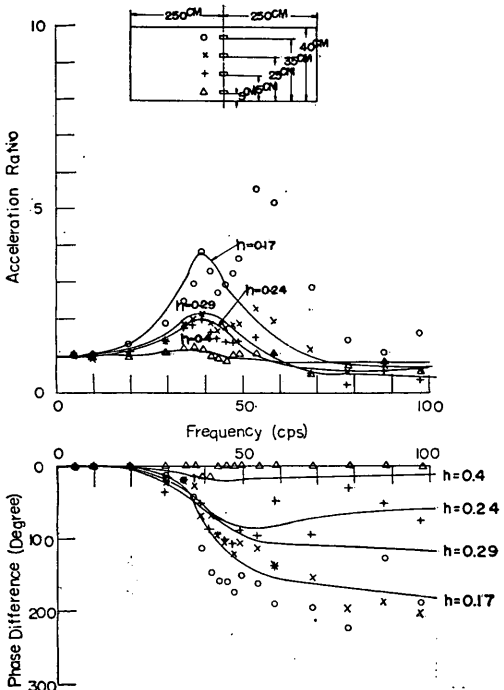 250CM 250CM
40CM
35CM
25CM
15CM
5CM
10
5
0
Acceleration Ratio
h=0.17
h=0.24
h=0.29
0 50 100
Frequency (cps)
0 50 100
0
100
200
300
Phase Difference (Degree)
h=0.4
h=0.24
h=0.29
h=0.17